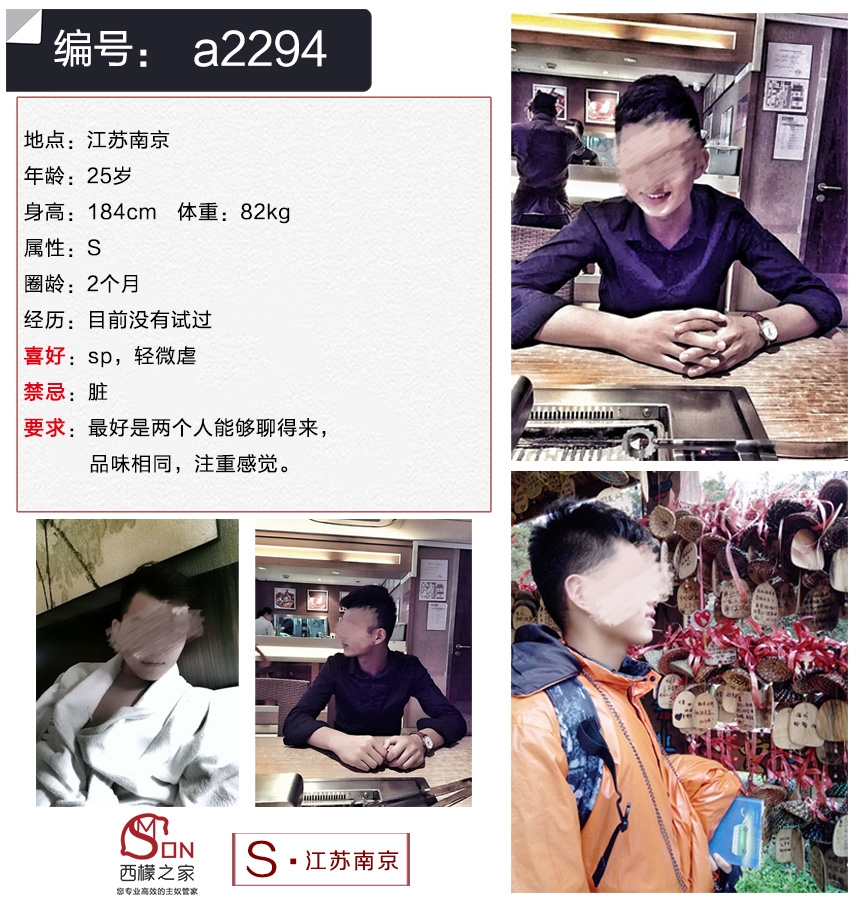 编号： a2294
地点：江苏南京
年龄：25岁
身高：184cm 体重：82kg
属性：S
圈龄：2个月
经历：目前没有试过
喜好：sp，轻微虐
禁忌：脏
要求：最好是两个人能够聊得来，
品味相同，注重感觉。
SMON
西檬之家
您专业高效的主奴管家
S·江苏南京